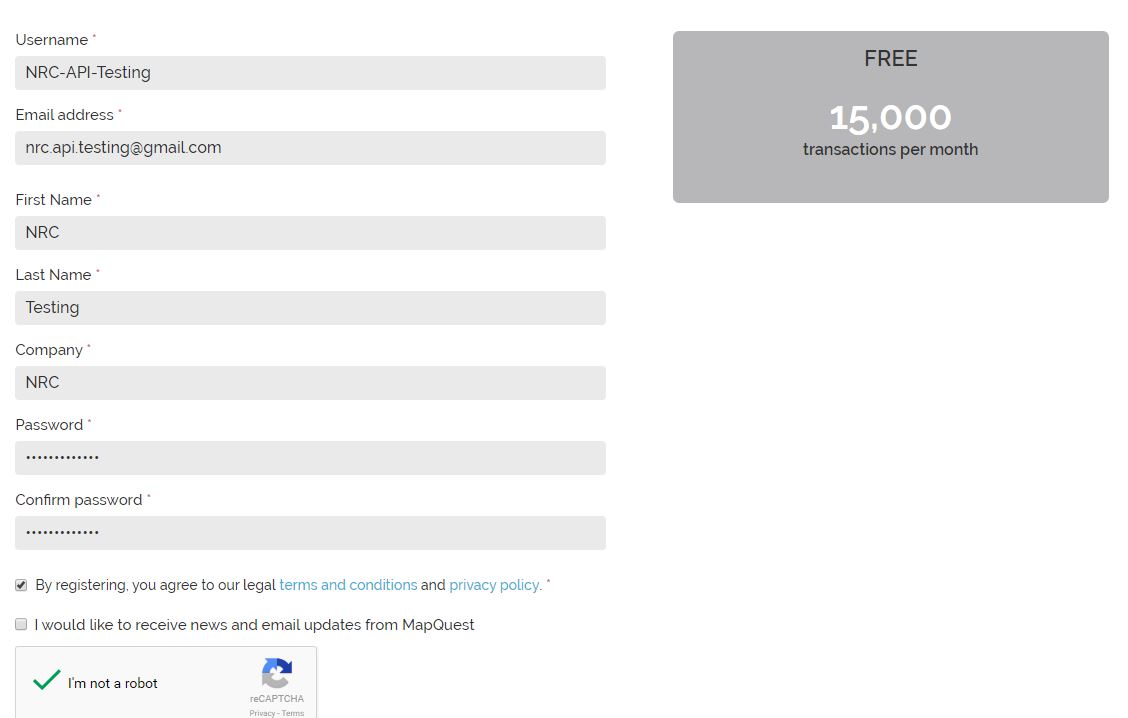 Username *
NRC-API-Testing
Email address *
nrc.api.testing@gmail.com
First Name *
NRC
Last Name *
Testing
Company *
NRC
Password *
•••••••••••••
Confirm password *
•••••••••••••
By registering, you agree to our legal terms and conditions and privacy policy. *
I would like to receive news and email updates from MapQuest
I'm not a robot
reCAPTCHA
Privacy - Terms
FREE
15,000
transactions per month